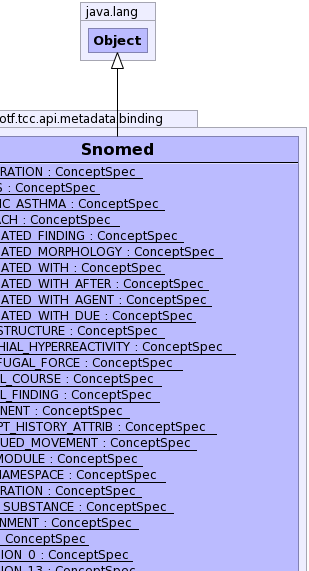 java.lang
Object
otf.tcc.api.metadata.binding
Snomed
RATION : ConceptSpec
S : ConceptSpec
IC_ASTHMA : ConceptSpec
ACH : ConceptSpec
ATED_FINDING : ConceptSpec
ATED_MORPHOLOGY : ConceptSpec
ATED_WITH : ConceptSpec
ATED_WITH_AFTER : ConceptSpec
ATED_WITH_AGENT : ConceptSpec
ATED_WITH_DUE : ConceptSpec
STRUCTURE : ConceptSpec
HIAL_HYPERREACTIVITY : ConceptSpec
FUGAL_FORCE : ConceptSpec
L_COURSE : ConceptSpec
L_FINDING : ConceptSpec
NENT : ConceptSpec
PT_HISTORY_ATTRIB : ConceptSpec
UED_MOVEMENT : ConceptSpec
MODULE : ConceptSpec
NAMESPACE : ConceptSpec
RATION : ConceptSpec
_SUBSTANCE : ConceptSpec
NMENT : ConceptSpec
: ConceptSpec
ION_0 : ConceptSpec
ION_13 : ConceptSpec